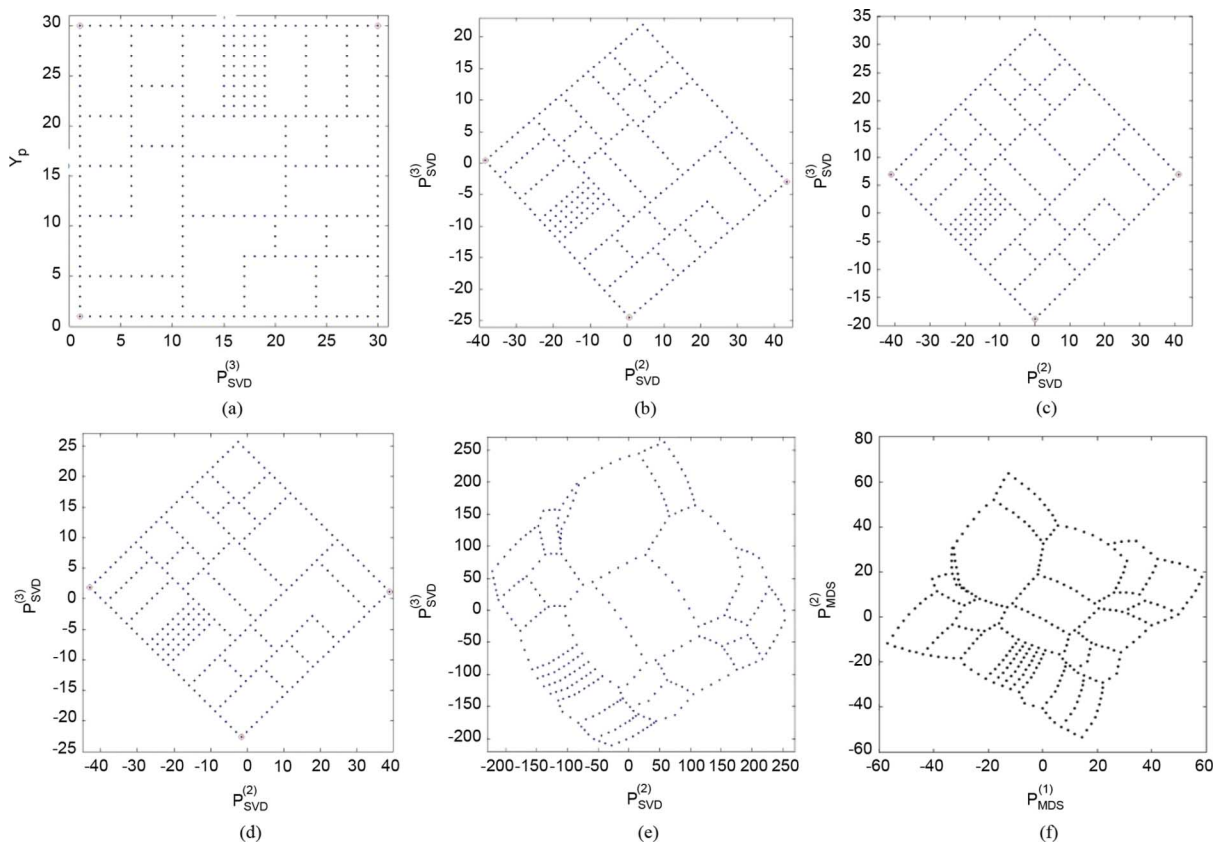 30
25
20
15
10
5
0
Y_p
0 5 10 15 20 25 30
P_SVD^(3)
(a)
20
15
10
5
0
-5
-10
-15
-20
-25
P_SVD^(3)
-40 -30 -20 -10 0 10 20 30 40
P_SVD^(2)
(b)
35
30
25
20
15
10
5
0
-5
-10
-15
-20
P_SVD^(3)
-40 -30 -20 -10 0 10 20 30 40
P_SVD^(2)
(c)
25
20
15
10
5
0
-5
-10
-15
-20
-25
P_SVD^(3)
-40 -30 -20 -10 0 10 20 30 40
P_SVD^(2)
(d)
250
200
150
100
50
0
-50
-100
-150
-200
P_SVD^(3)
-200 -150 -100 -50 0 50 100 150 200 250
P_SVD^(2)
(e)
80
60
40
20
0
-20
-40
-60
P_MDS^(2)
-60 -40 -20 0 20 40 60
P_MDS^(1)
(f)